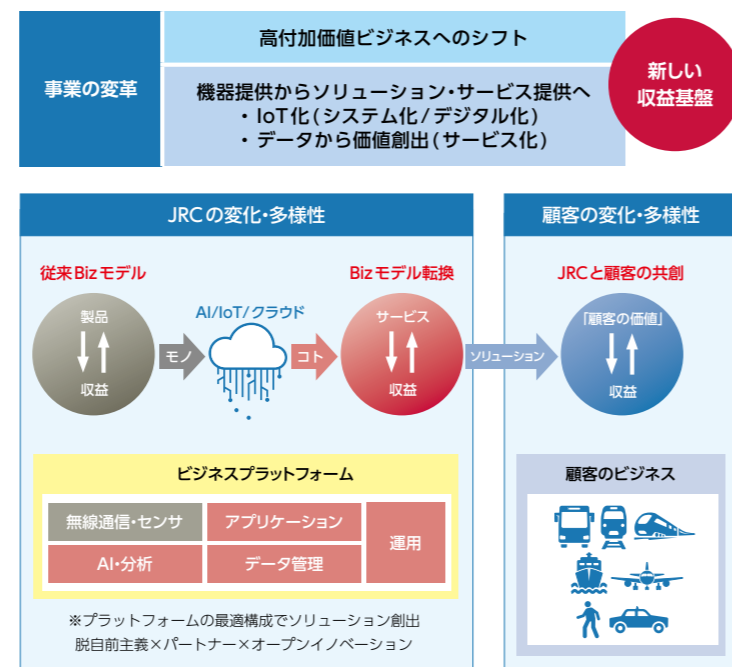 事業の変革
高付加価値ビジネスへのシフト
機器提供からソリューション・サービス提供へ
・IoT化(システム化/デジタル化)
・データから価値創出(サービス化)
新しい
収益基盤
JRCの変化・多様性
従来Bizモデル
製品
収益
モノ
AI/IoT/クラウド
コト
Bizモデル転換
サービス
収益
ソリューション
ビジネスプラットフォーム
無線通信・センサ
アプリケーション
AI・分析
データ管理
運用
※プラットフォームの最適構成でソリューション創出
脱自前主義×パートナー×オープンイノベーション
顧客の変化・多様性
JRCと顧客の共創
「顧客の価値」
収益
顧客のビジネス